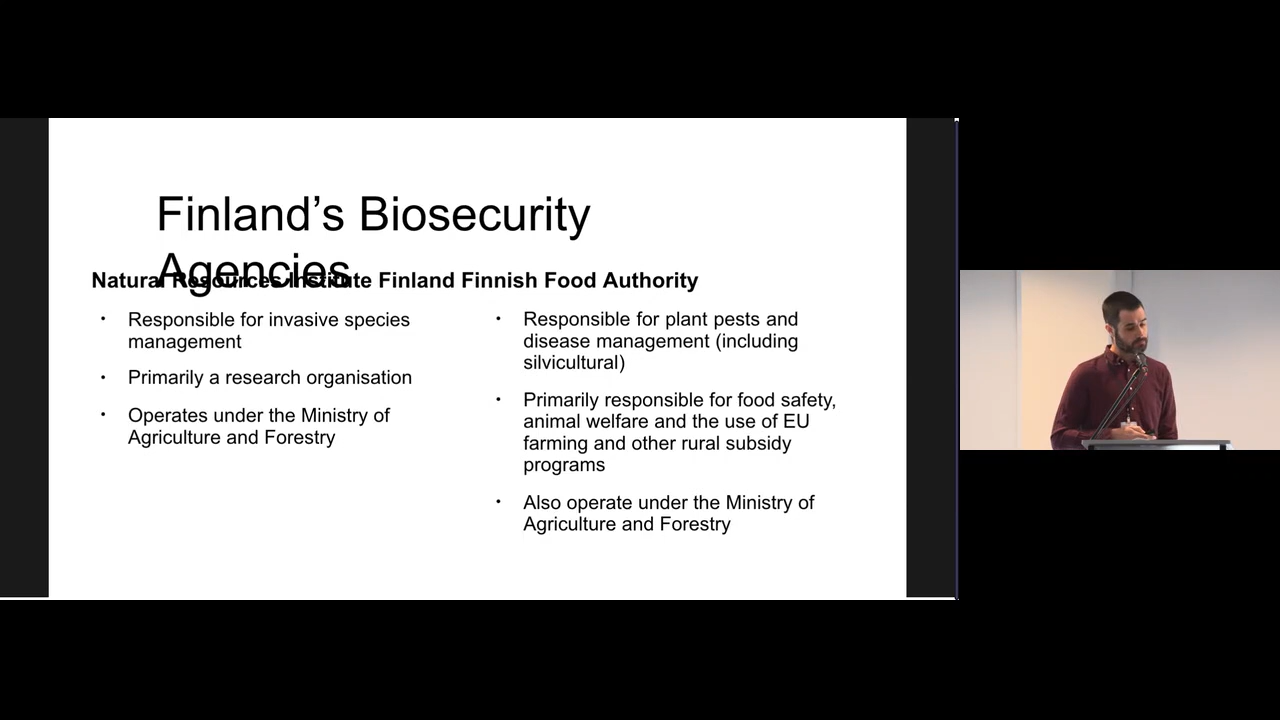 Finland’s Biosecurity
Agencies
Natural Resources Institute Finland Finnish Food Authority
• Responsible for invasive species
management
• Primarily a research organisation
• Operates under the Ministry of
Agriculture and Forestry
• Responsible for plant pests and
disease management (including
silvicultural)
• Primarily responsible for food safety,
animal welfare and the use of EU
farming and other rural subsidy
programs
• Also operate under the Ministry of
Agriculture and Forestry